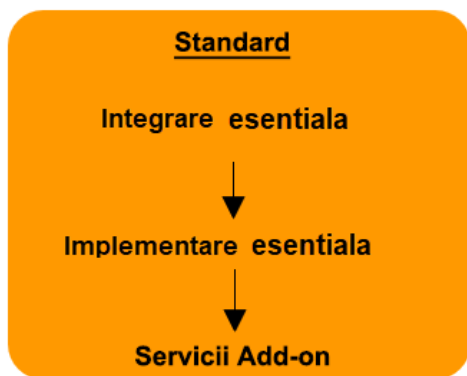 Standard
Integrare esentiala
Implementare esentiala
Servicii Add-on